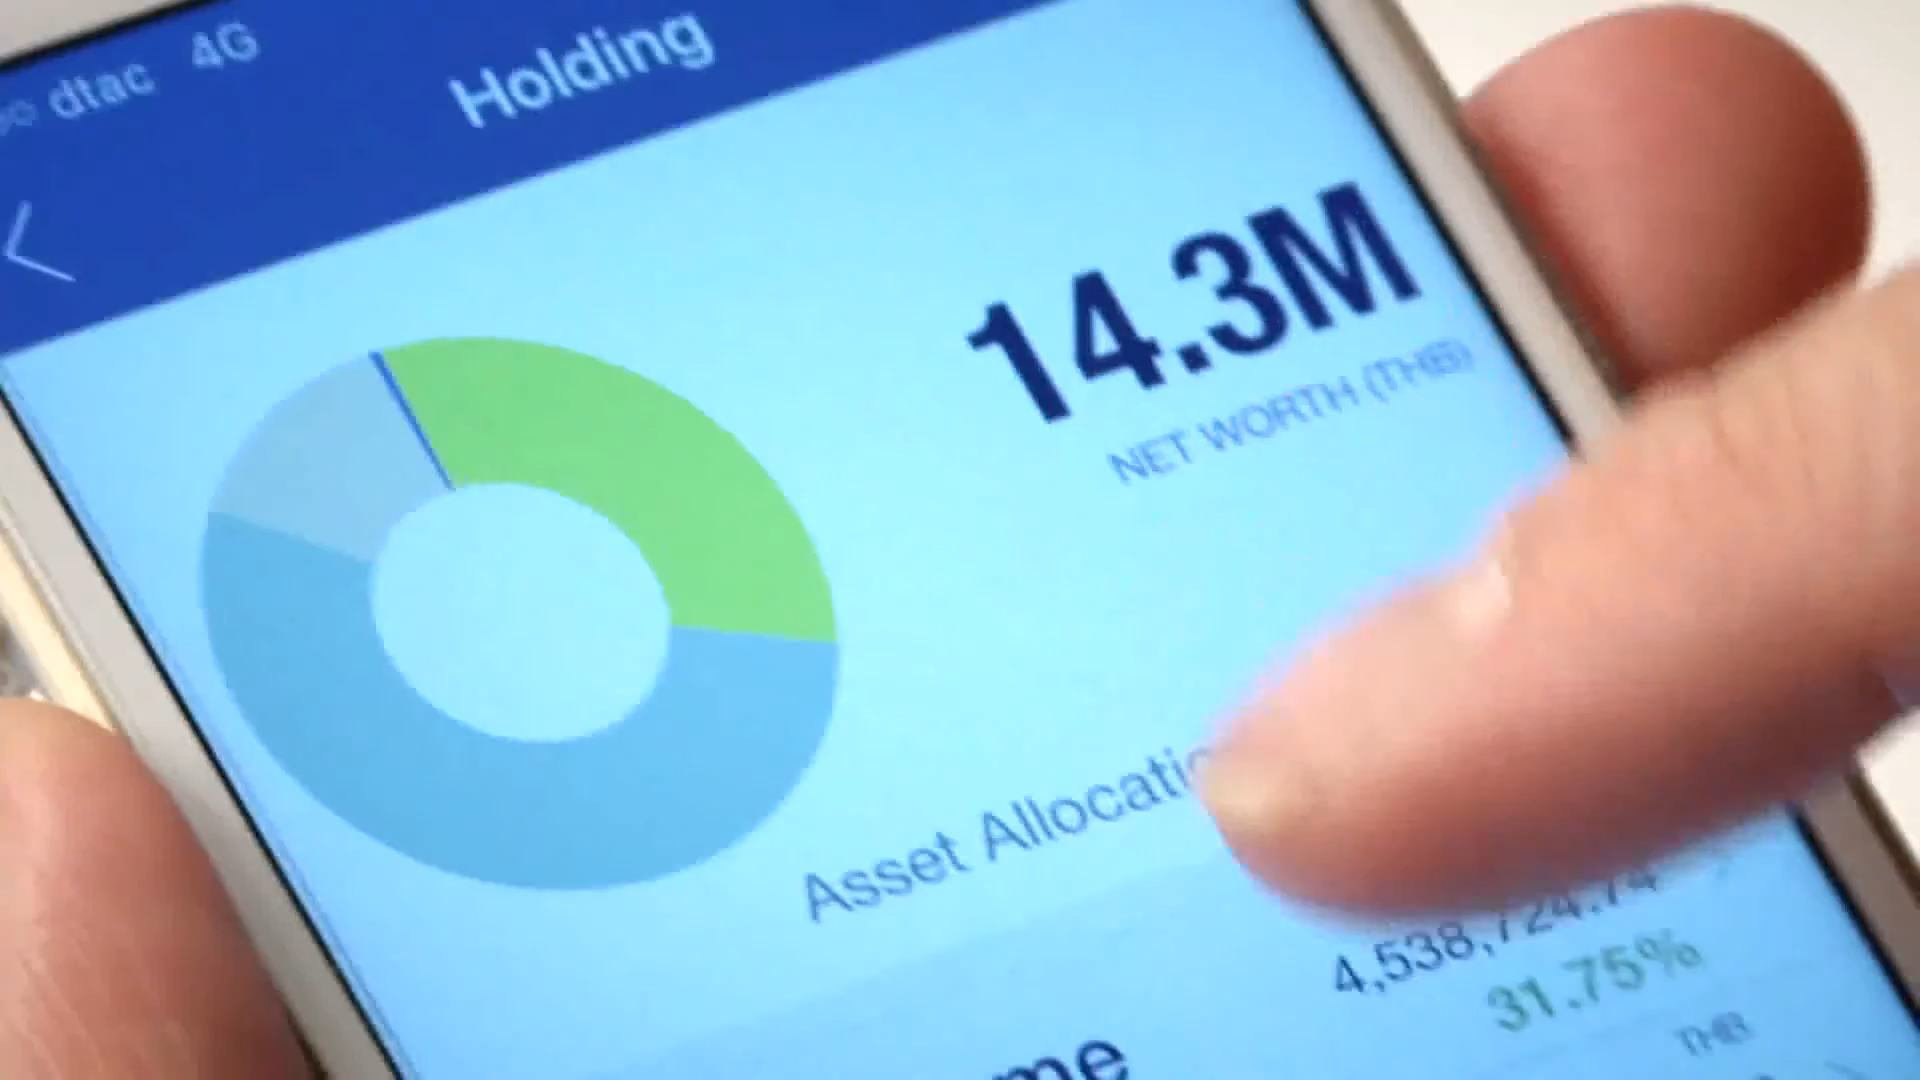 dtac 4G
Holding
14.3M
NET WORTH (THB)
Asset Allocatio
4,538,724.74
31.75%
THB
me